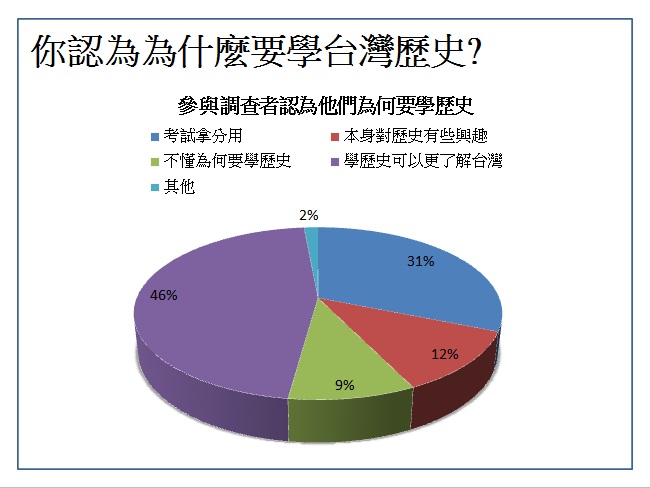 你認為為什麼要學台灣歷史?
參與調查者認為他們為何要學歷史
考試拿分用 本身對歷史有些興趣
不懂為何要學歷史 學歷史可以更了解台灣
其他
2%
31%
46%
12%
9%